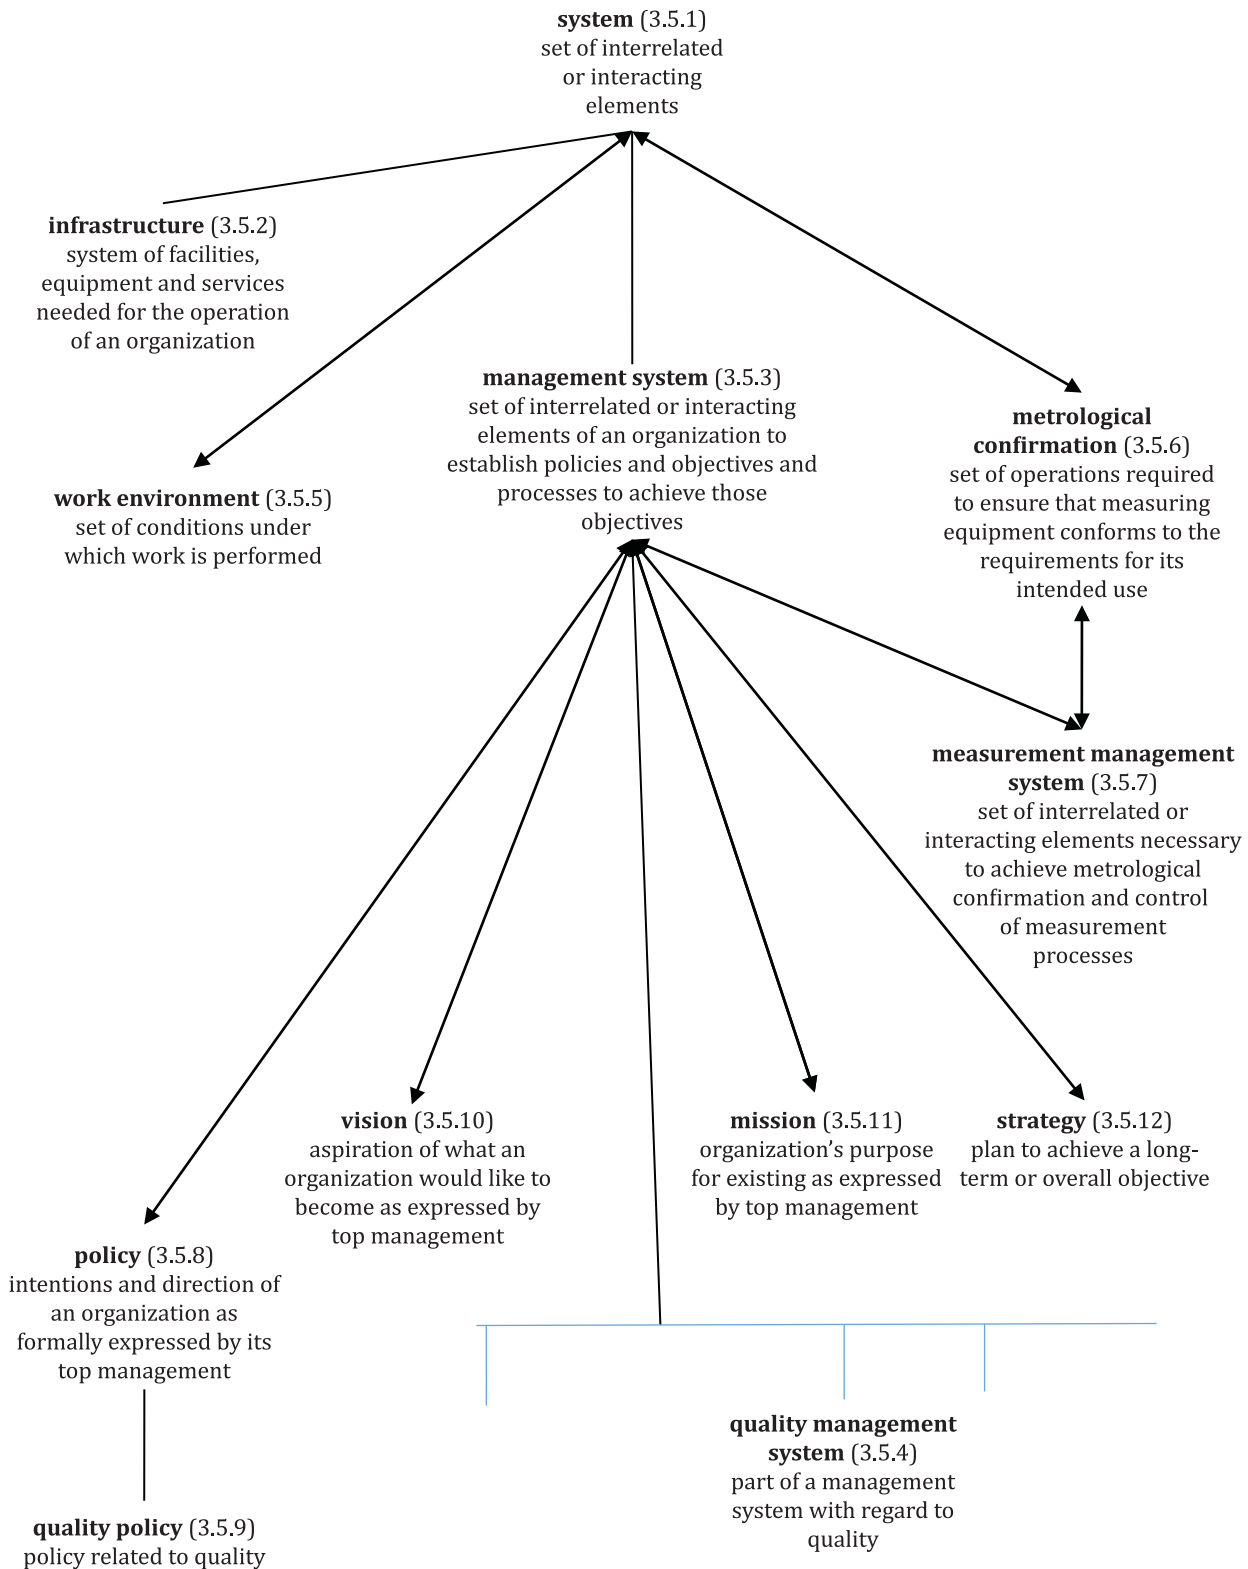 system (3.5.1)
set of interrelated
or interacting
elements
infrastructure (3.5.2)
system of facilities,
equipment and services
needed for the operation
of an organization
management system (3.5.3)
set of interrelated or interacting
elements of an organization to
establish policies and objectives and
processes to achieve those
objectives
metrological
confirmation (3.5.6)
set of operations required
to ensure that measuring
equipment conforms to the
requirements for its
intended use
work environment (3.5.5)
set of conditions under
which work is performed
measurement management
system (3.5.7)
set of interrelated or
interacting elements necessary
to achieve metrological
confirmation and control
of measurement
processes
vision (3.5.10)
aspiration of what an
organization would like to
become as expressed by
top management
mission (3.5.11)
organization’s purpose
for existing as expressed
by top management
strategy (3.5.12)
plan to achieve a long-
term or overall objective
policy (3.5.8)
intentions and direction of
an organization as
formally expressed by its
top management
quality management
system (3.5.4)
part of a management
system with regard to
quality
quality policy (3.5.9)
policy related to quality